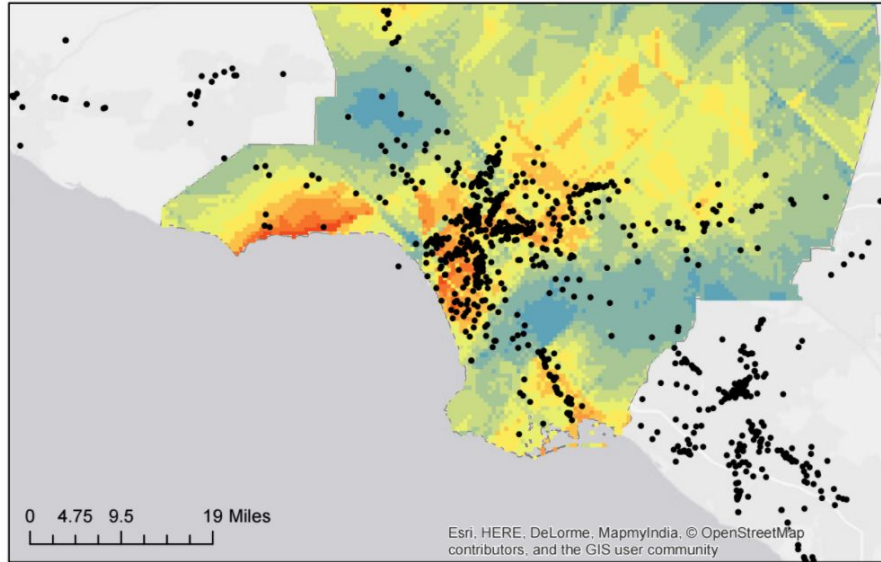 0 4.75 9.5 19 Miles
Esri, HERE, DeLorme, MapmyIndia, © OpenStreetMap
contributors, and the GIS user community